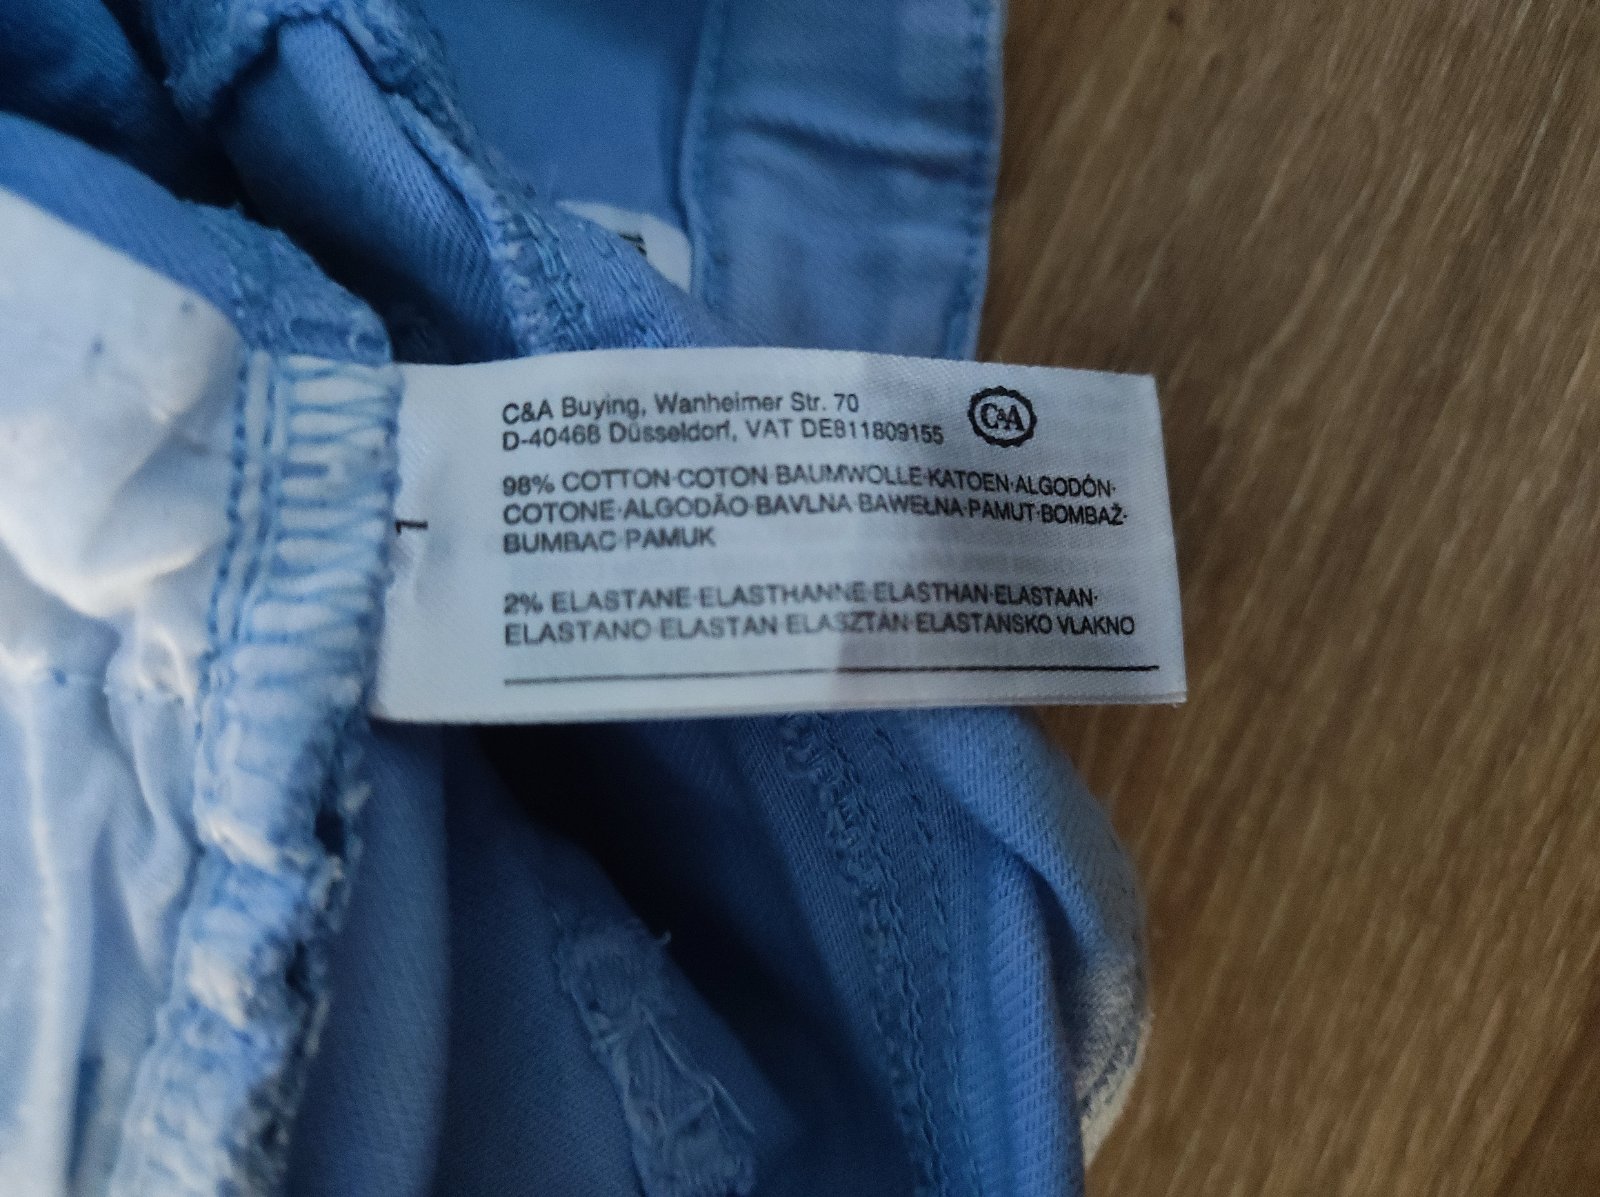 C&A Buying, Wanheimer Str. 70
D-40468 Düsseldorf, VAT DE811809155
C&A
98% COTTON·COTON·BAUMWOLLE·KATOEN·ALGODÓN·
COTONE·ALGODÃO·BAVLNA·BAWEŁNA·PAMUT·BOMBAŽ·
BUMBAC·PAMUK
2% ELASTANE·ELASTHANNE·ELASTHAN·ELASTAAN·
ELASTANO·ELASTAN·ELASZTÁN·ELASTANSKO VLAKNO
1